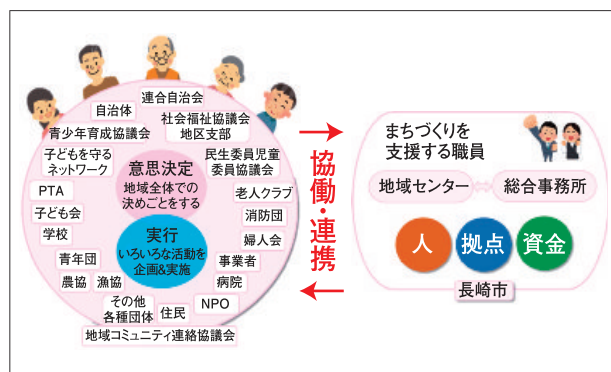 連合自治会
自治体
社会福祉協議会
地区支部
青少年育成協議会
子どもを守る
ネットワーク
意思決定
地域全体での
決めごとをする
民生委員児童
委員協議会
PTA
老人クラブ
子ども会
消防団
学校
実行
いろいろな活動を
企画&実施
婦人会
青年団
事業者
農協
漁協
病院
その他
各種団体
住民
NPO
地域コミュニティ連絡協議会
協働・連携
まちづくりを
支援する職員
地域センター
総合事務所
人
拠点
資金
長崎市